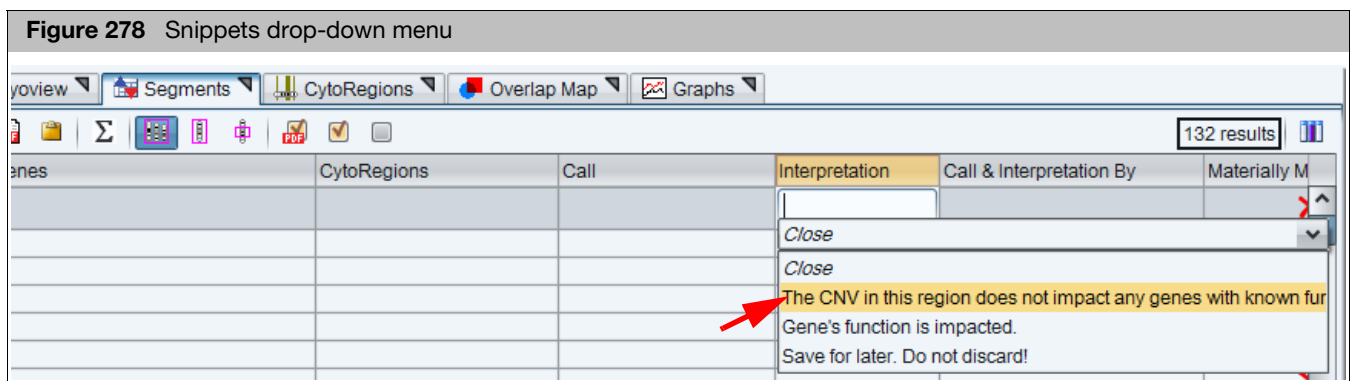 Figure 278 Snippets drop-down menu
yoview Segments CytoRegions Overlap Map Graphs
PDF Σ PDF 132 results
enes CytoRegions Call Interpretation Call & Interpretation By Materially M
Close
Close
The CNV in this region does not impact any genes with known fur
Gene's function is impacted.
Save for later. Do not discard!